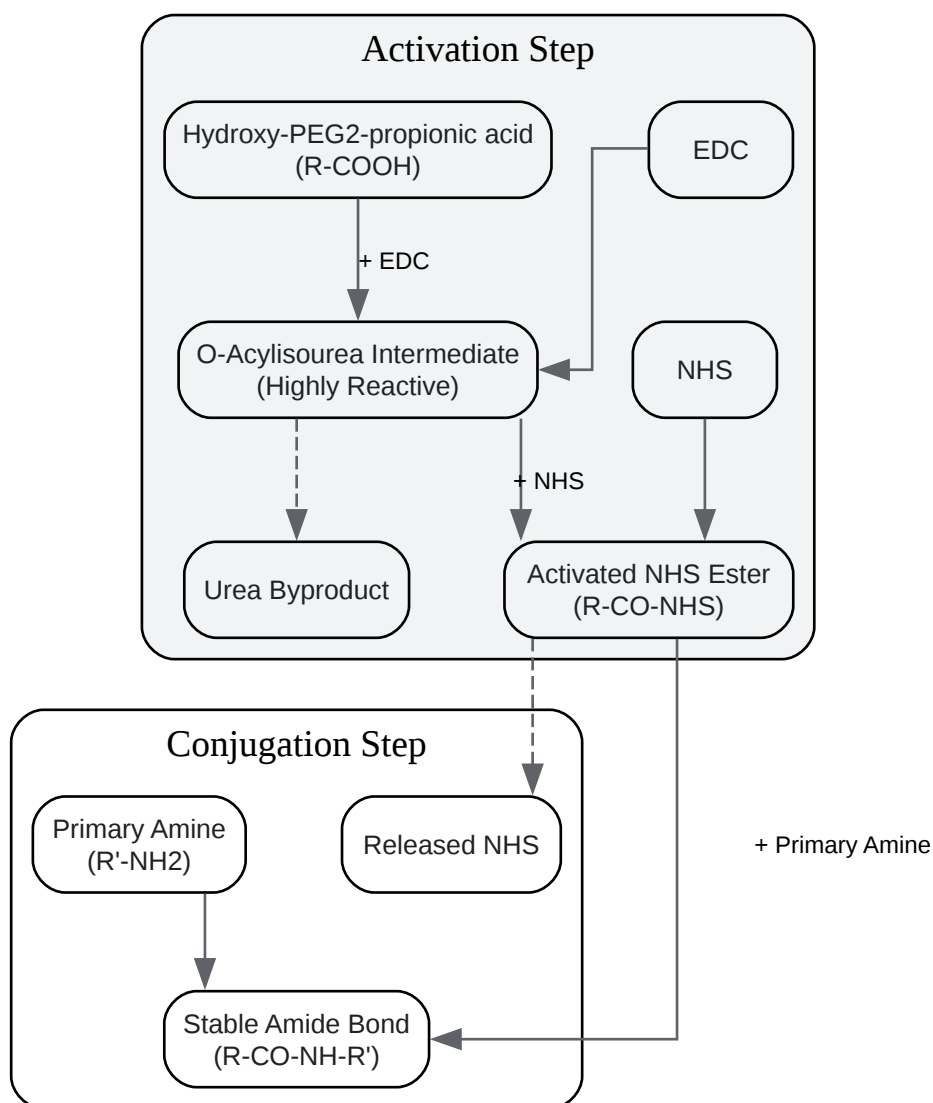 Activation Step
Hydroxy-PEG2-propionic acid
(R-COOH)
EDC
+ EDC
O-Acylisourea Intermediate
(Highly Reactive)
NHS
+ NHS
Urea Byproduct
Activated NHS Ester
(R-CO-NHS)
Conjugation Step
Primary Amine
(R'-NH2)
Released NHS
+ Primary Amine
Stable Amide Bond
(R-CO-NH-R')